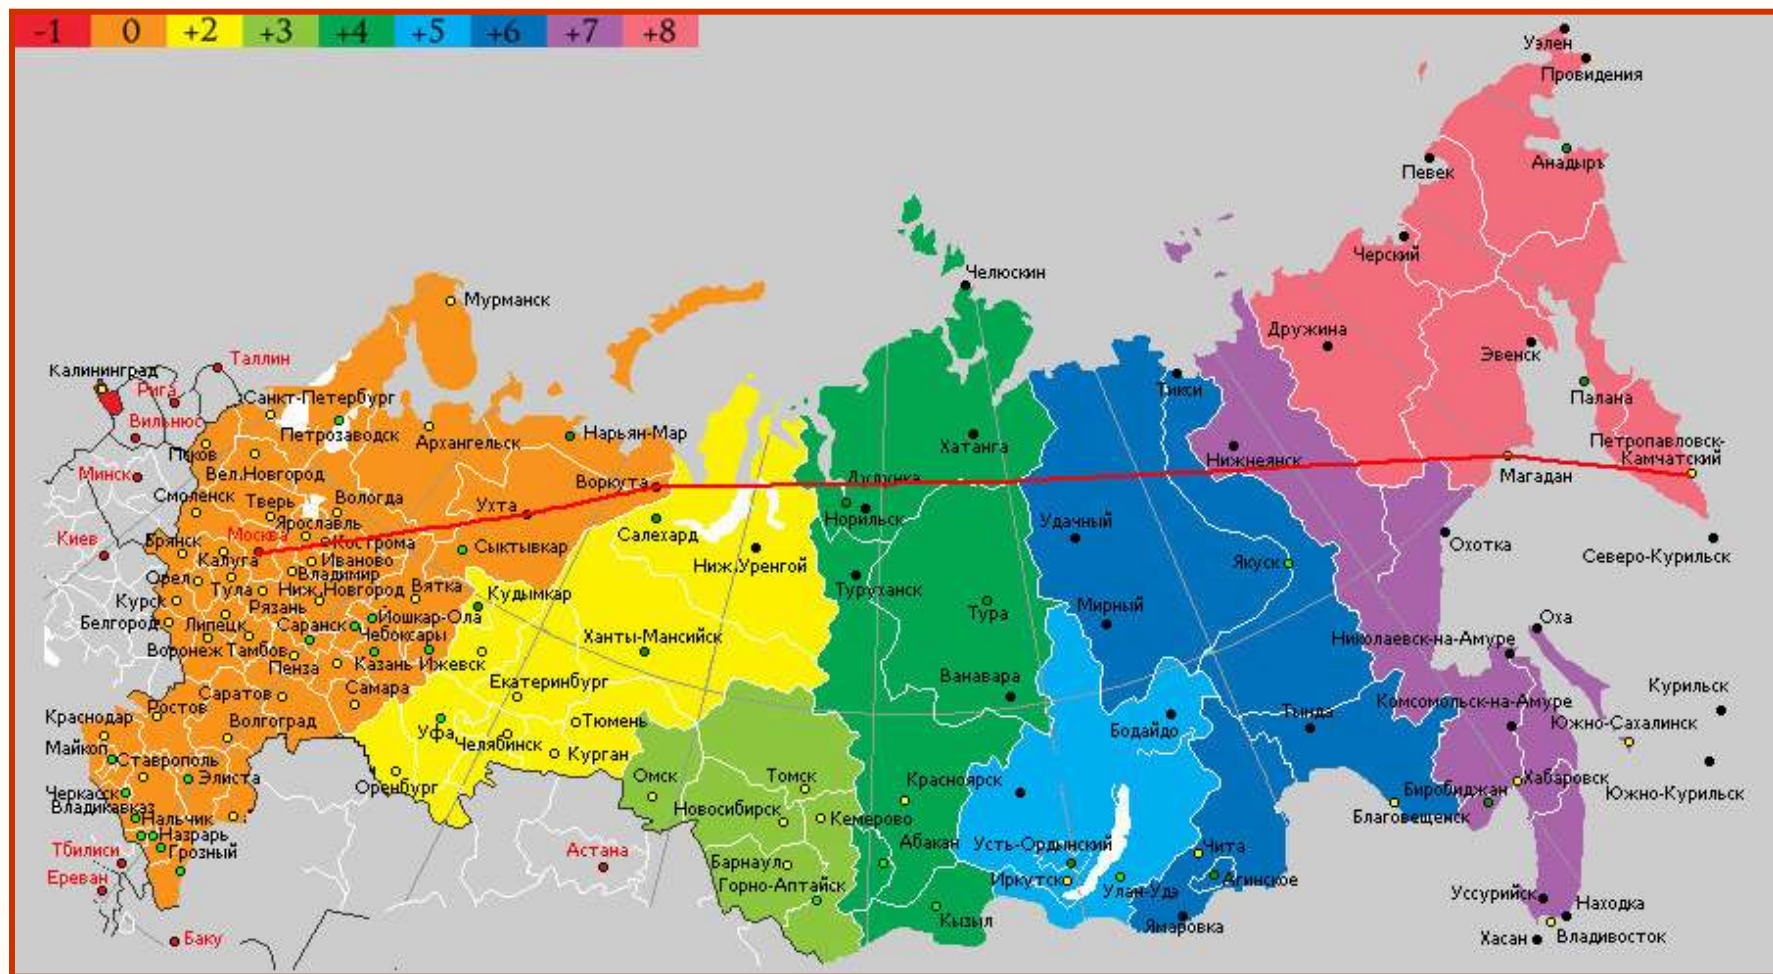 -1 0 +2 +3 +4 +5 +6 +7 +8
Уэлен
Провидения
Анадыръ
Певек
Черский
Челюскин
Мурманск
Дружина
Эвенск
Таллин
Калининград
Рига
Тикси
Палана
Санкт-Петербург
Вильнюс
Петрозаводск
Архангельск
Нарьян-Мар
Хатанга
Нижнеянск
Петропавловск-
Камчатский
Псков
Вел.Новгород
Минск
Воркута
Дудинка
Магадан
Смоленск
Тверь
Вологда
Ухта
Норильск
Удачный
Ярославль
Салехард
Киев
Брянск
Москва
Кострома
Сыктывкар
Охотка
Северо-Курильск
Калуга
Иваново
Ниж.Уренгой
Якуск
Владимир
Орел
Тула
Ниж.Новгород
Вятка
Кудымкар
Туруханск
Курск
Рязань
Йошкар-Ола
Тура
Мирный
Белгород
Липецк
Саранск
Чебоксары
Ханты-Мансийск
Оха
Николаевск-на-Амуре
Воронеж
Тамбов
Пенза
Казань
Ижевск
Ванавара
Саратов
Самара
Екатеринбург
Курильск
Ростов
Комсомольск-на-Амуре
Краснодар
Волгоград
Тюмень
Тында
Южно-Сахалинск
Майкоп
Уфа
Челябинск
Бодайдо
Ставрополь
Курган
Элиста
Оренбург
Омск
Томск
Красноярск
Биробиджан
Хабаровск
Южно-Курильск
Черкасск
Владикавказ
Новосибирск
Кемерово
Благовещенск
Нальчик
Назрарь
Грозный
Тбилиси
Астана
Абакан
Усть-Ордынский
Чита
Ереван
Барнаул
Горно-Аптайск
Иркутск
Улан-Удэ
Агинское
Уссурийск
Находка
Кызыл
Ямаровка
Баку
Хасан
Владивосток